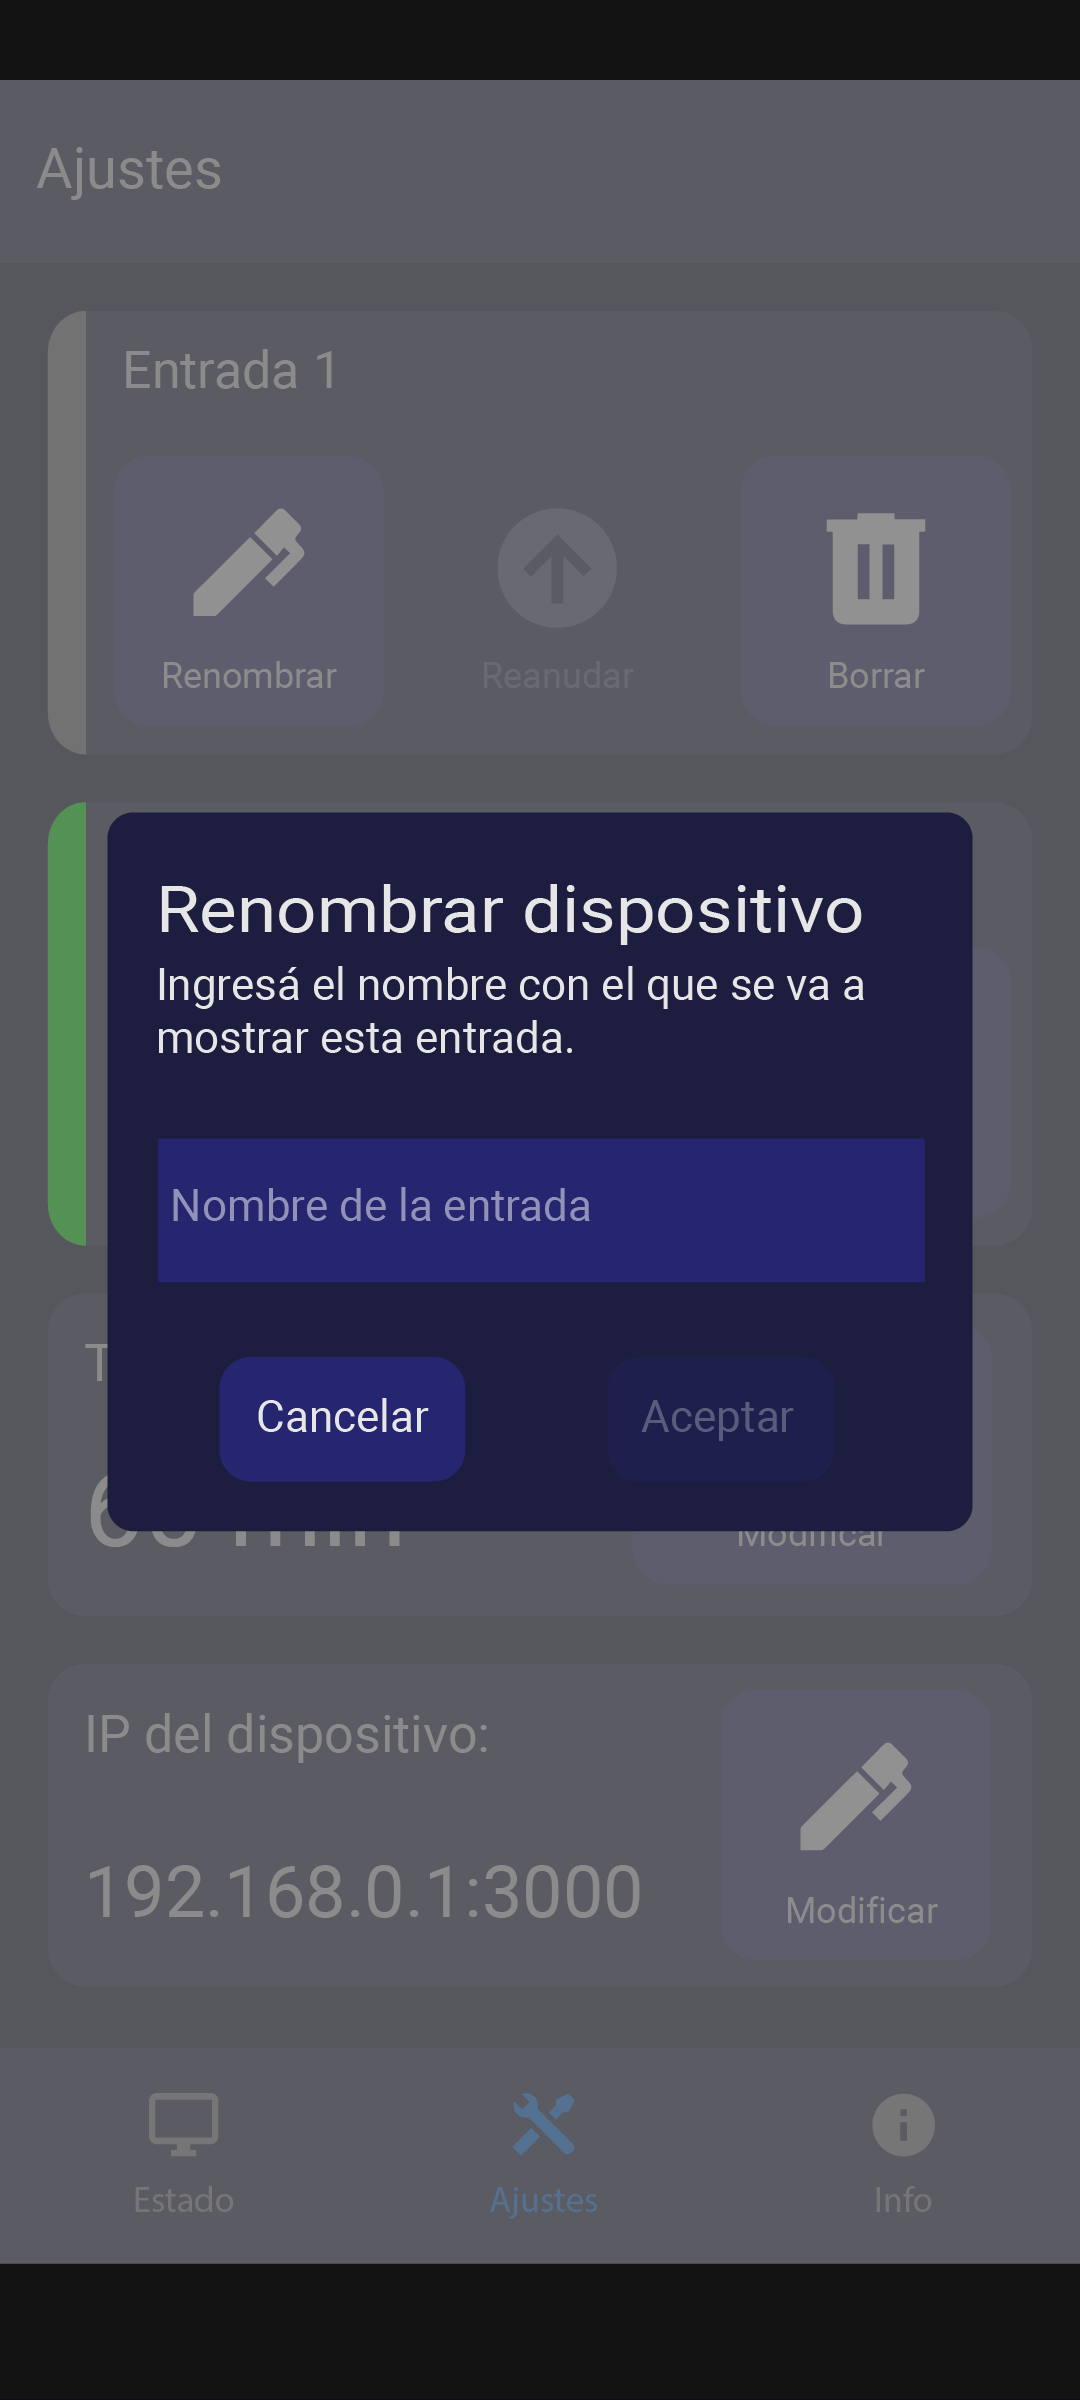 Ajustes
Entrada 1
Renombrar
Reanudar
Borrar
Renombrar dispositivo
Ingresá el nombre con el que se va a
mostrar esta entrada.
Nombre de la entrada
Cancelar
Aceptar
Modificar
IP del dispositivo:
192.168.0.1:3000
Modificar
Estado
Ajustes
Info